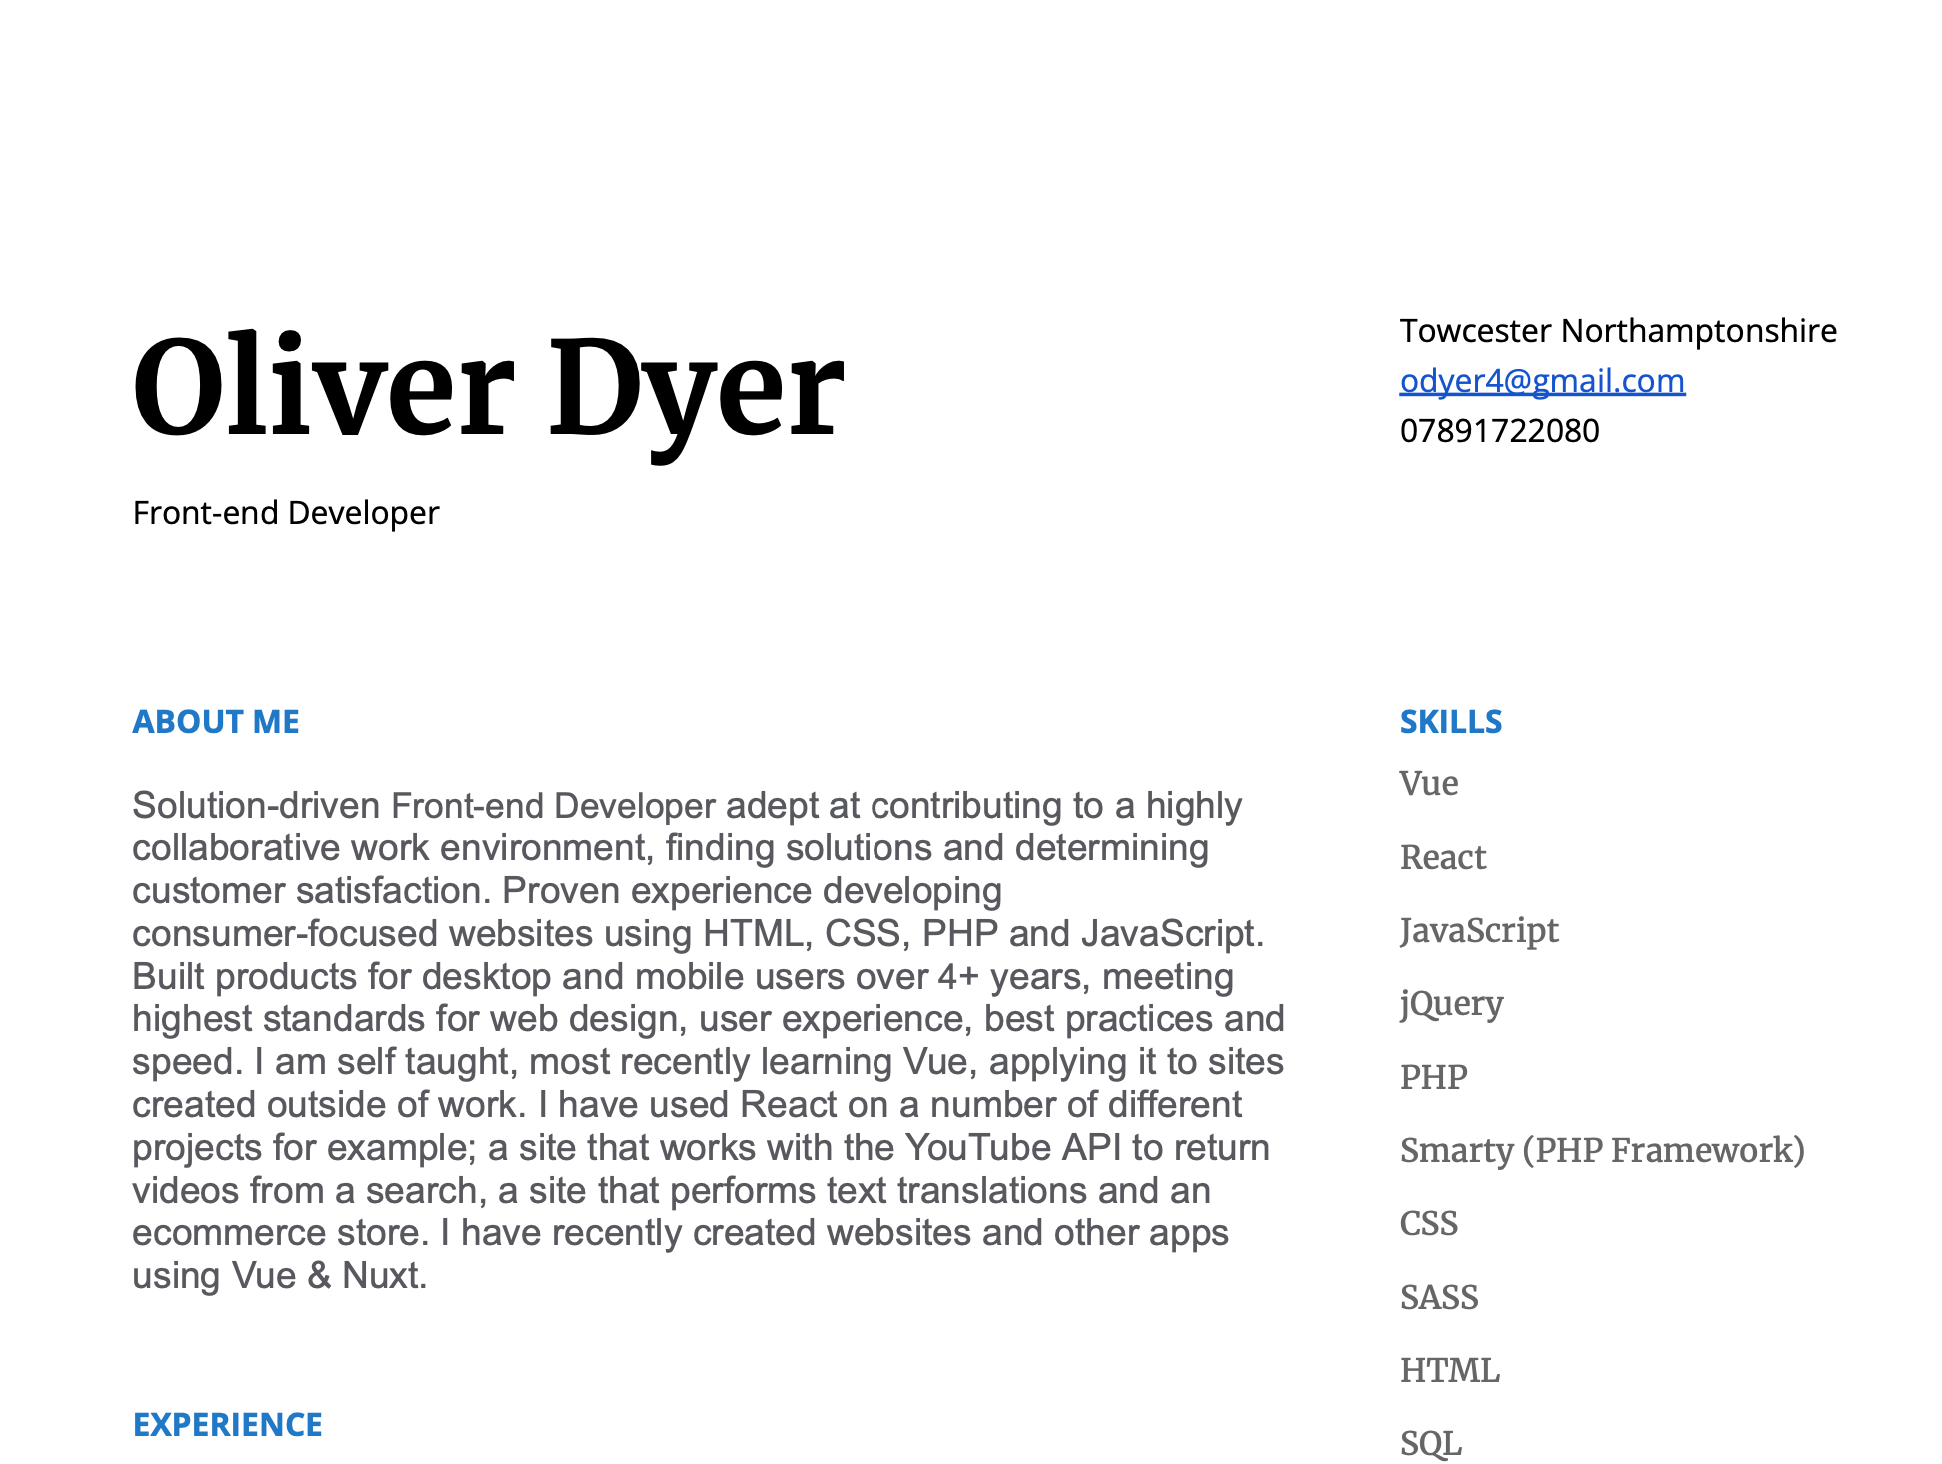 Oliver Dyer
Front-end Developer
Towcester Northamptonshire
odyer4@gmail.com
07891722080
ABOUT ME
Solution-driven Front-end Developer adept at contributing to a highly
collaborative work environment, finding solutions and determining
customer satisfaction. Proven experience developing
consumer-focused websites using HTML, CSS, PHP and JavaScript.
Built products for desktop and mobile users over 4+ years, meeting
highest standards for web design, user experience, best practices and
speed. I am self taught, most recently learning Vue, applying it to sites
created outside of work. I have used React on a number of different
projects for example; a site that works with the YouTube API to return
videos from a search, a site that performs text translations and an
ecommerce store. I have recently created websites and other apps
using Vue & Nuxt.
EXPERIENCE
SKILLS
Vue
React
JavaScript
jQuery
PHP
Smarty (PHP Framework)
CSS
SASS
HTML
SQL